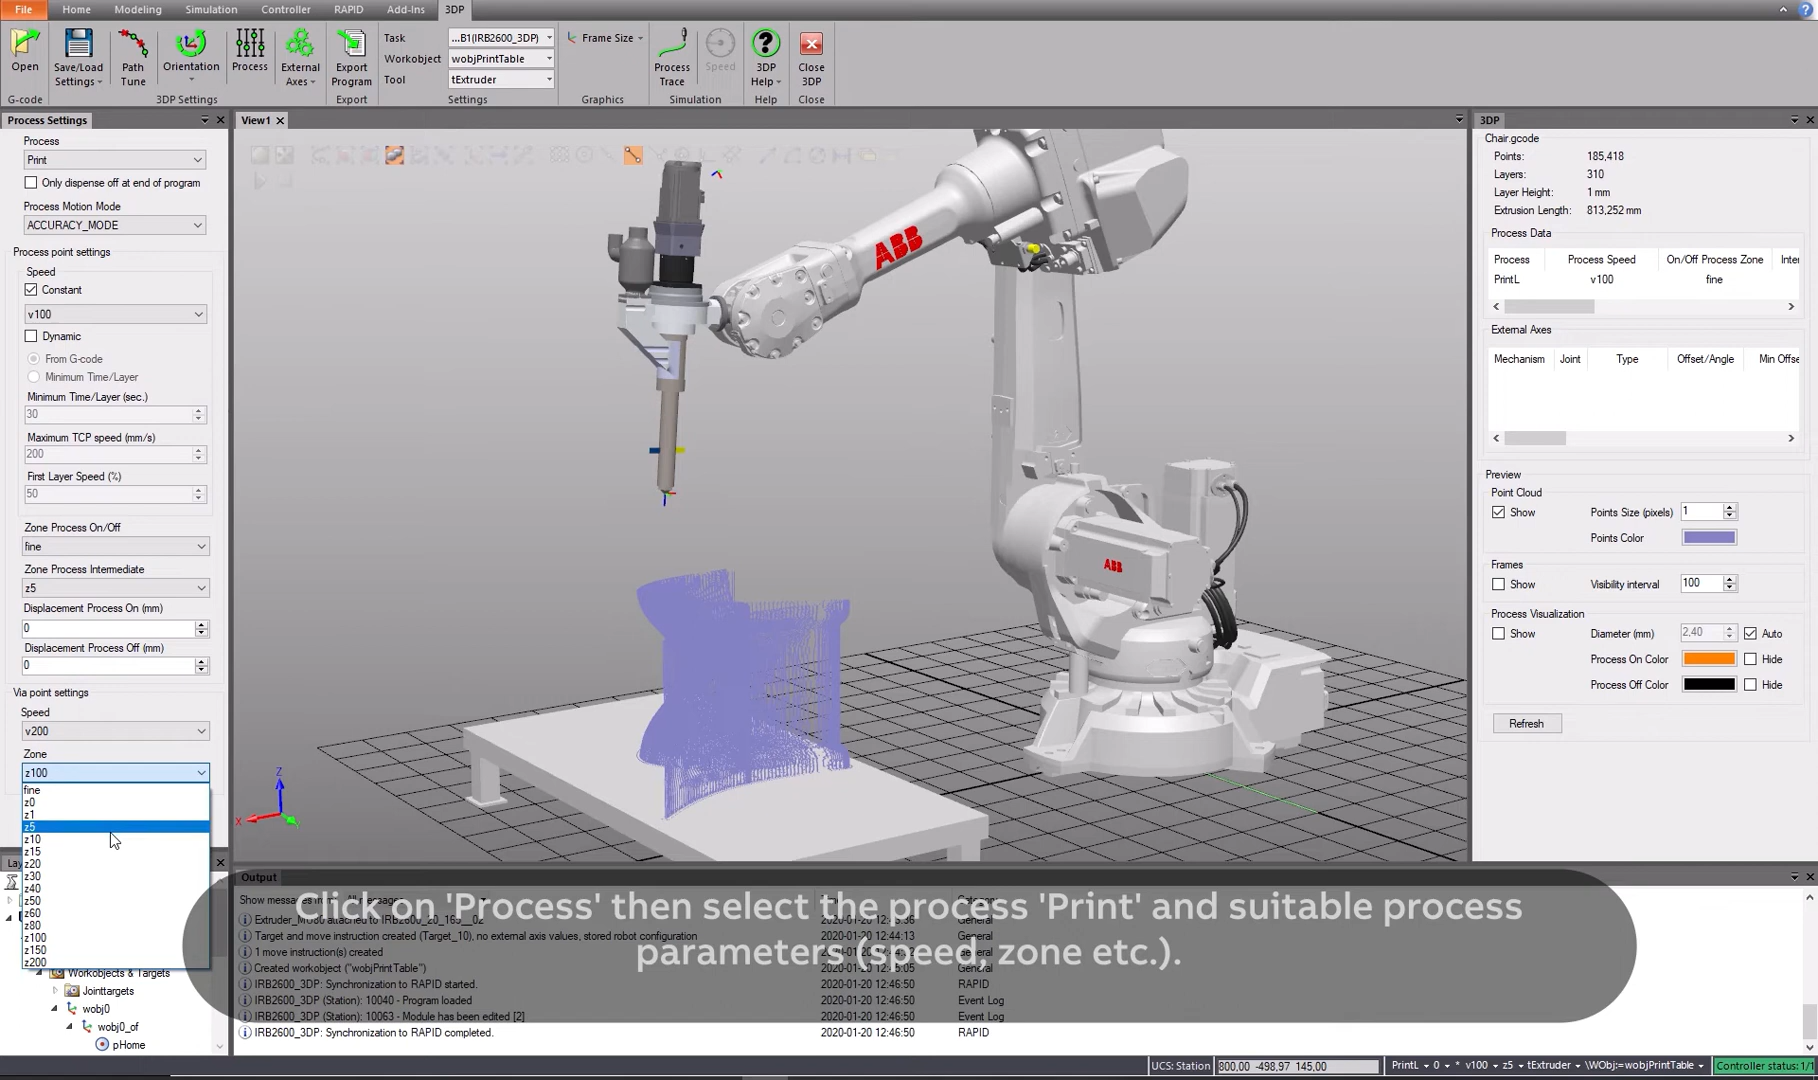 File Home Modeling Simulation Controller RAPID Add-Ins 3DP
Open Save/Load Settings Path Tune Orientation Process External Axes Export Program
Task ...B1(IRB2600_3DP)
Workobject wobjPrintTable
Tool tExtruder
Frame Size
Process Trace Speed 3DP Help Close 3DP
G-code 3DP Settings Export Settings Graphics Simulation Help Close
Process Settings
Process
Print
Only dispense off at end of program
Process Motion Mode
ACCURACY_MODE
Process point settings
Speed
Constant
v100
Dynamic
From G-code
Minimum Time/Layer
Minimum Time/Layer (sec.)
30
Maximum TCP speed (mm/s)
200
First Layer Speed (%)
50
Zone Process On/Off
fine
Zone Process Intermediate
z5
Displacement Process On (mm)
0
Displacement Process Off (mm)
0
Via point settings
Speed
v200
Zone
z100
fine
z0
z1
z5
z10
z15
z20
z30
z40
z50
z60
z80
z100
z150
z200
Workobjects & Targets
Jointtargets
wobj0
wobj0_of
pHome
View1
ABB
ABB
Z
X
3DP
Chair.gcode
Points: 185,418
Layers: 310
Layer Height: 1 mm
Extrusion Length: 813,252 mm
Process Data
Process Process Speed On/Off Process Zone Inter
PrintL v100 fine
External Axes
Mechanism Joint Type Offset/Angle Min Offse
Preview
Point Cloud
Show Points Size (pixels) 1
Points Color
Frames
Show Visibility interval 100
Process Visualization
Show Diameter (mm) 2,40 Auto
Process On Color Hide
Process Off Color Hide
Refresh
Output
Click on 'Process' then select the process 'Print' and suitable process
parameters (speed, zone etc.).
Target and move instruction created (Target_10), no external axis values, stored robot configuration General
1 move instruction(s) created General
Created workobject ("wobjPrintTable") General
IRB2600_3DP: Synchronization to RAPID started. 2020-01-20 12:46:50 RAPID
IRB2600_3DP (Station): 10040 - Program loaded 2020-01-20 12:46:50 Event Log
IRB2600_3DP (Station): 10063 - Module has been edited [2] 2020-01-20 12:46:50 Event Log
IRB2600_3DP: Synchronization to RAPID completed. 2020-01-20 12:46:50 RAPID
UCS: Station 800,00 -498,97 145,00 PrintL 0 * v100 z5 tExtruder \WObj:=wobjPrintTable Controller status: 1/1